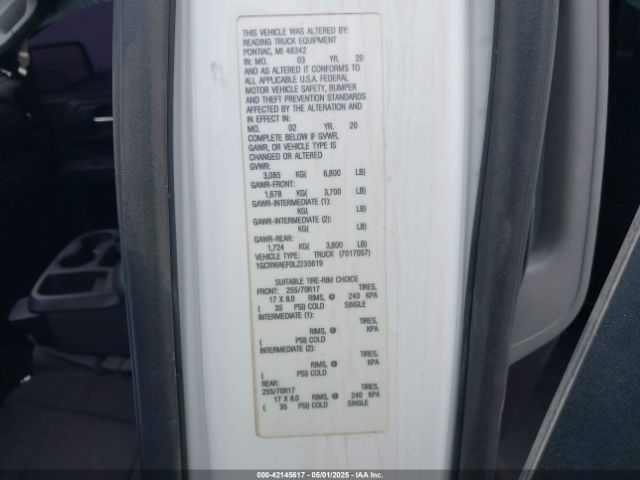 THIS VEHICLE WAS ALTERED BY:
READING TRUCK EQUIPMENT
PONTIAC, MI 48342
IN: MO. 03 YR. 20
AND AS ALTERED IT CONFORMS TO
ALL APPLICABLE U.S.A. FEDERAL
MOTOR VEHICLE SAFETY, BUMPER
AND THEFT PREVENTION STANDARDS
AFFECTED BY THE ALTERATION AND
IN EFFECT IN:
MO. 02 YR. 20
COMPLETE BELOW IF GVWR,
GAWR, OR VEHICLE TYPE IS
CHANGED OR ALTERED
GVWR:
3,085 KG( 6,800 LB)
GAWR-FRONT:
1,678 KG( 3,700 LB)
GAWR-INTERMEDIATE (1):
KG( LB)
GAWR-INTERMEDIATE (2):
KG( LB)
GAWR-REAR:
1,724 KG( 3,800 LB)
VEHICLE TYPE: TRUCK (7017057)
1GCRWAEF0LZ235619
SUITABLE TIRE-RIM CHOICE
FRONT: 255/70R17 TIRES,
17 X 8.0 RIMS, @ 240 KPA
( 35 PSI) COLD SINGLE
INTERMEDIATE (1):
TIRES,
RIMS, @ KPA
( PSI) COLD
INTERMEDIATE (2):
TIRES,
RIMS, @ KPA
( PSI) COLD
REAR:
255/70R17 TIRES,
17 X 8.0 RIMS, @ 240 KPA
( 35 PSI) COLD SINGLE
000-42145617 - 05/01/2025 - IAAI.com